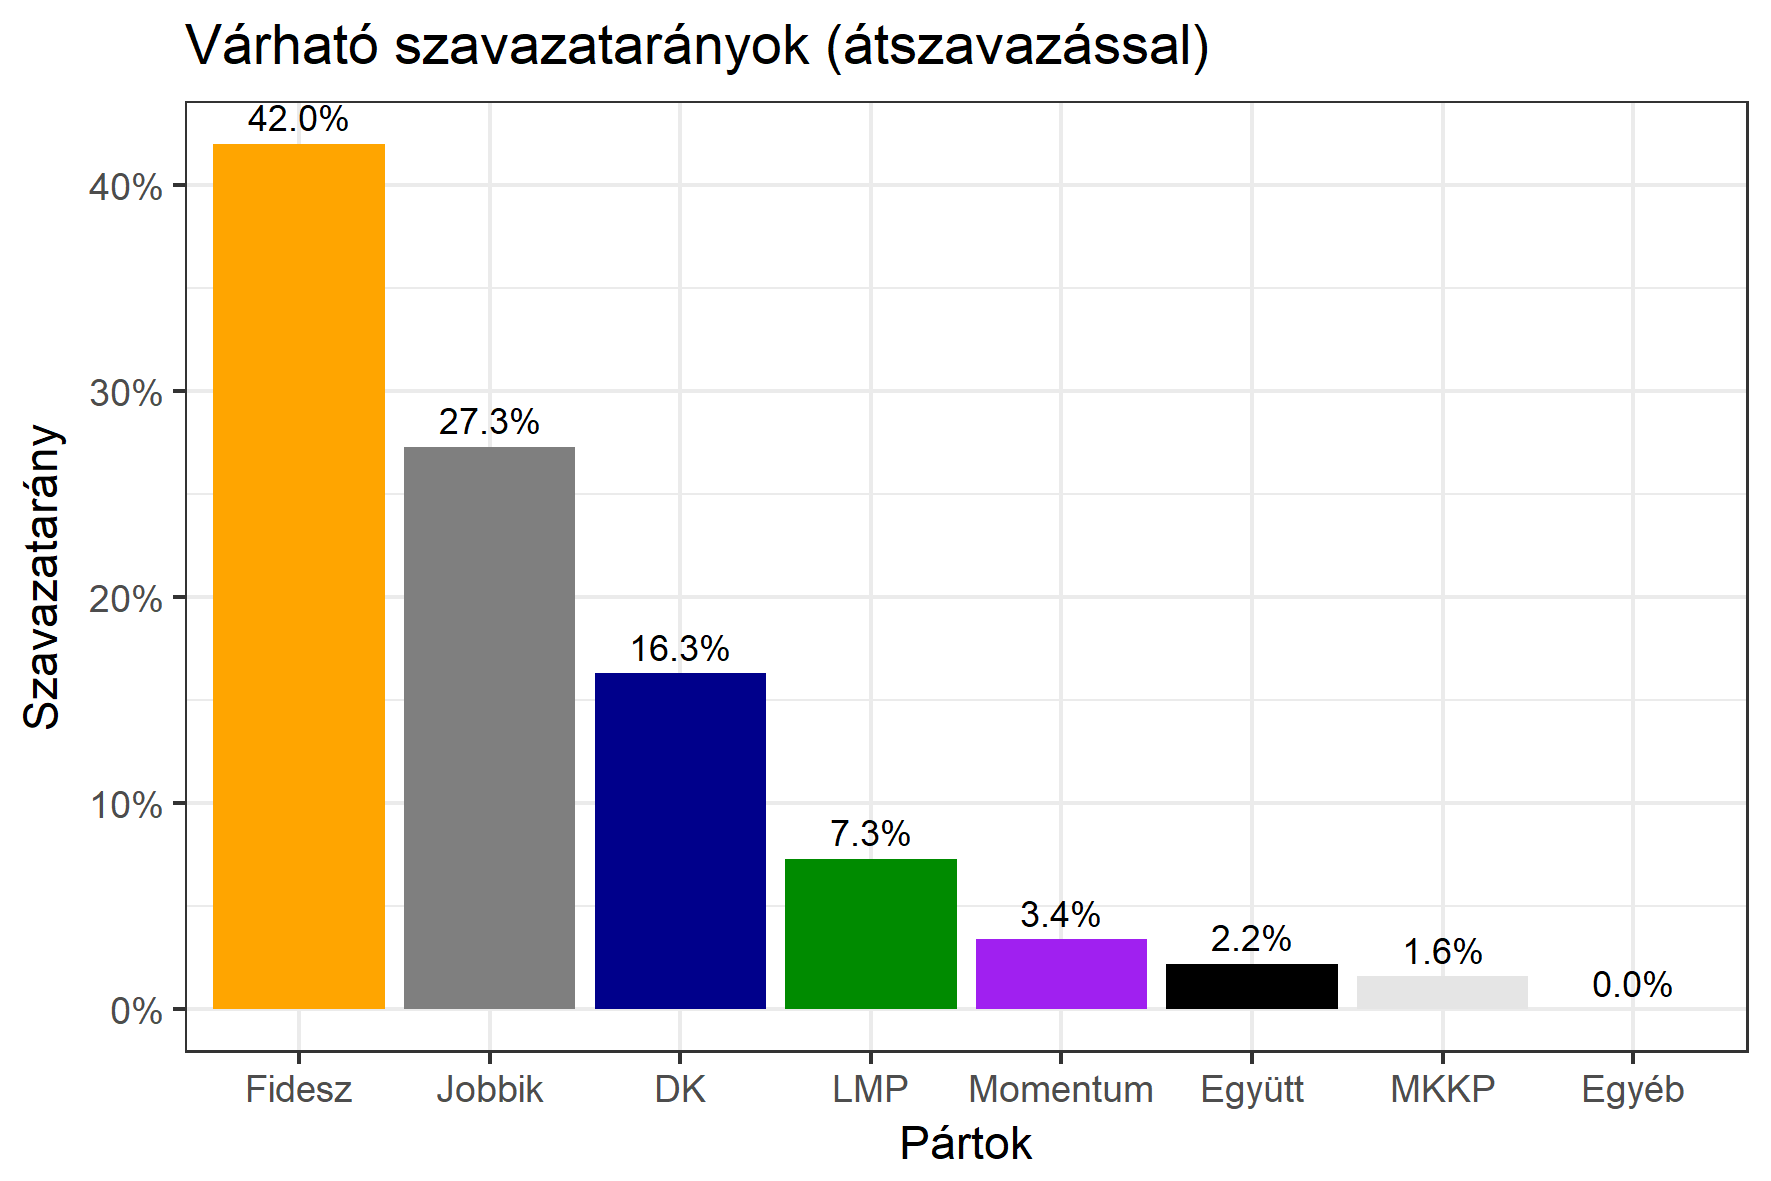 Várható szavazatarányok (átszavazással)
42.0%
27.3%
16.3%
7.3%
3.4%
2.2%
1.6%
0.0%
40%
30%
20%
10%
0%
Szavazatarány
Fidesz
Jobbik
DK
LMP
Momentum
Együtt
MKKP
Egyéb
Pártok